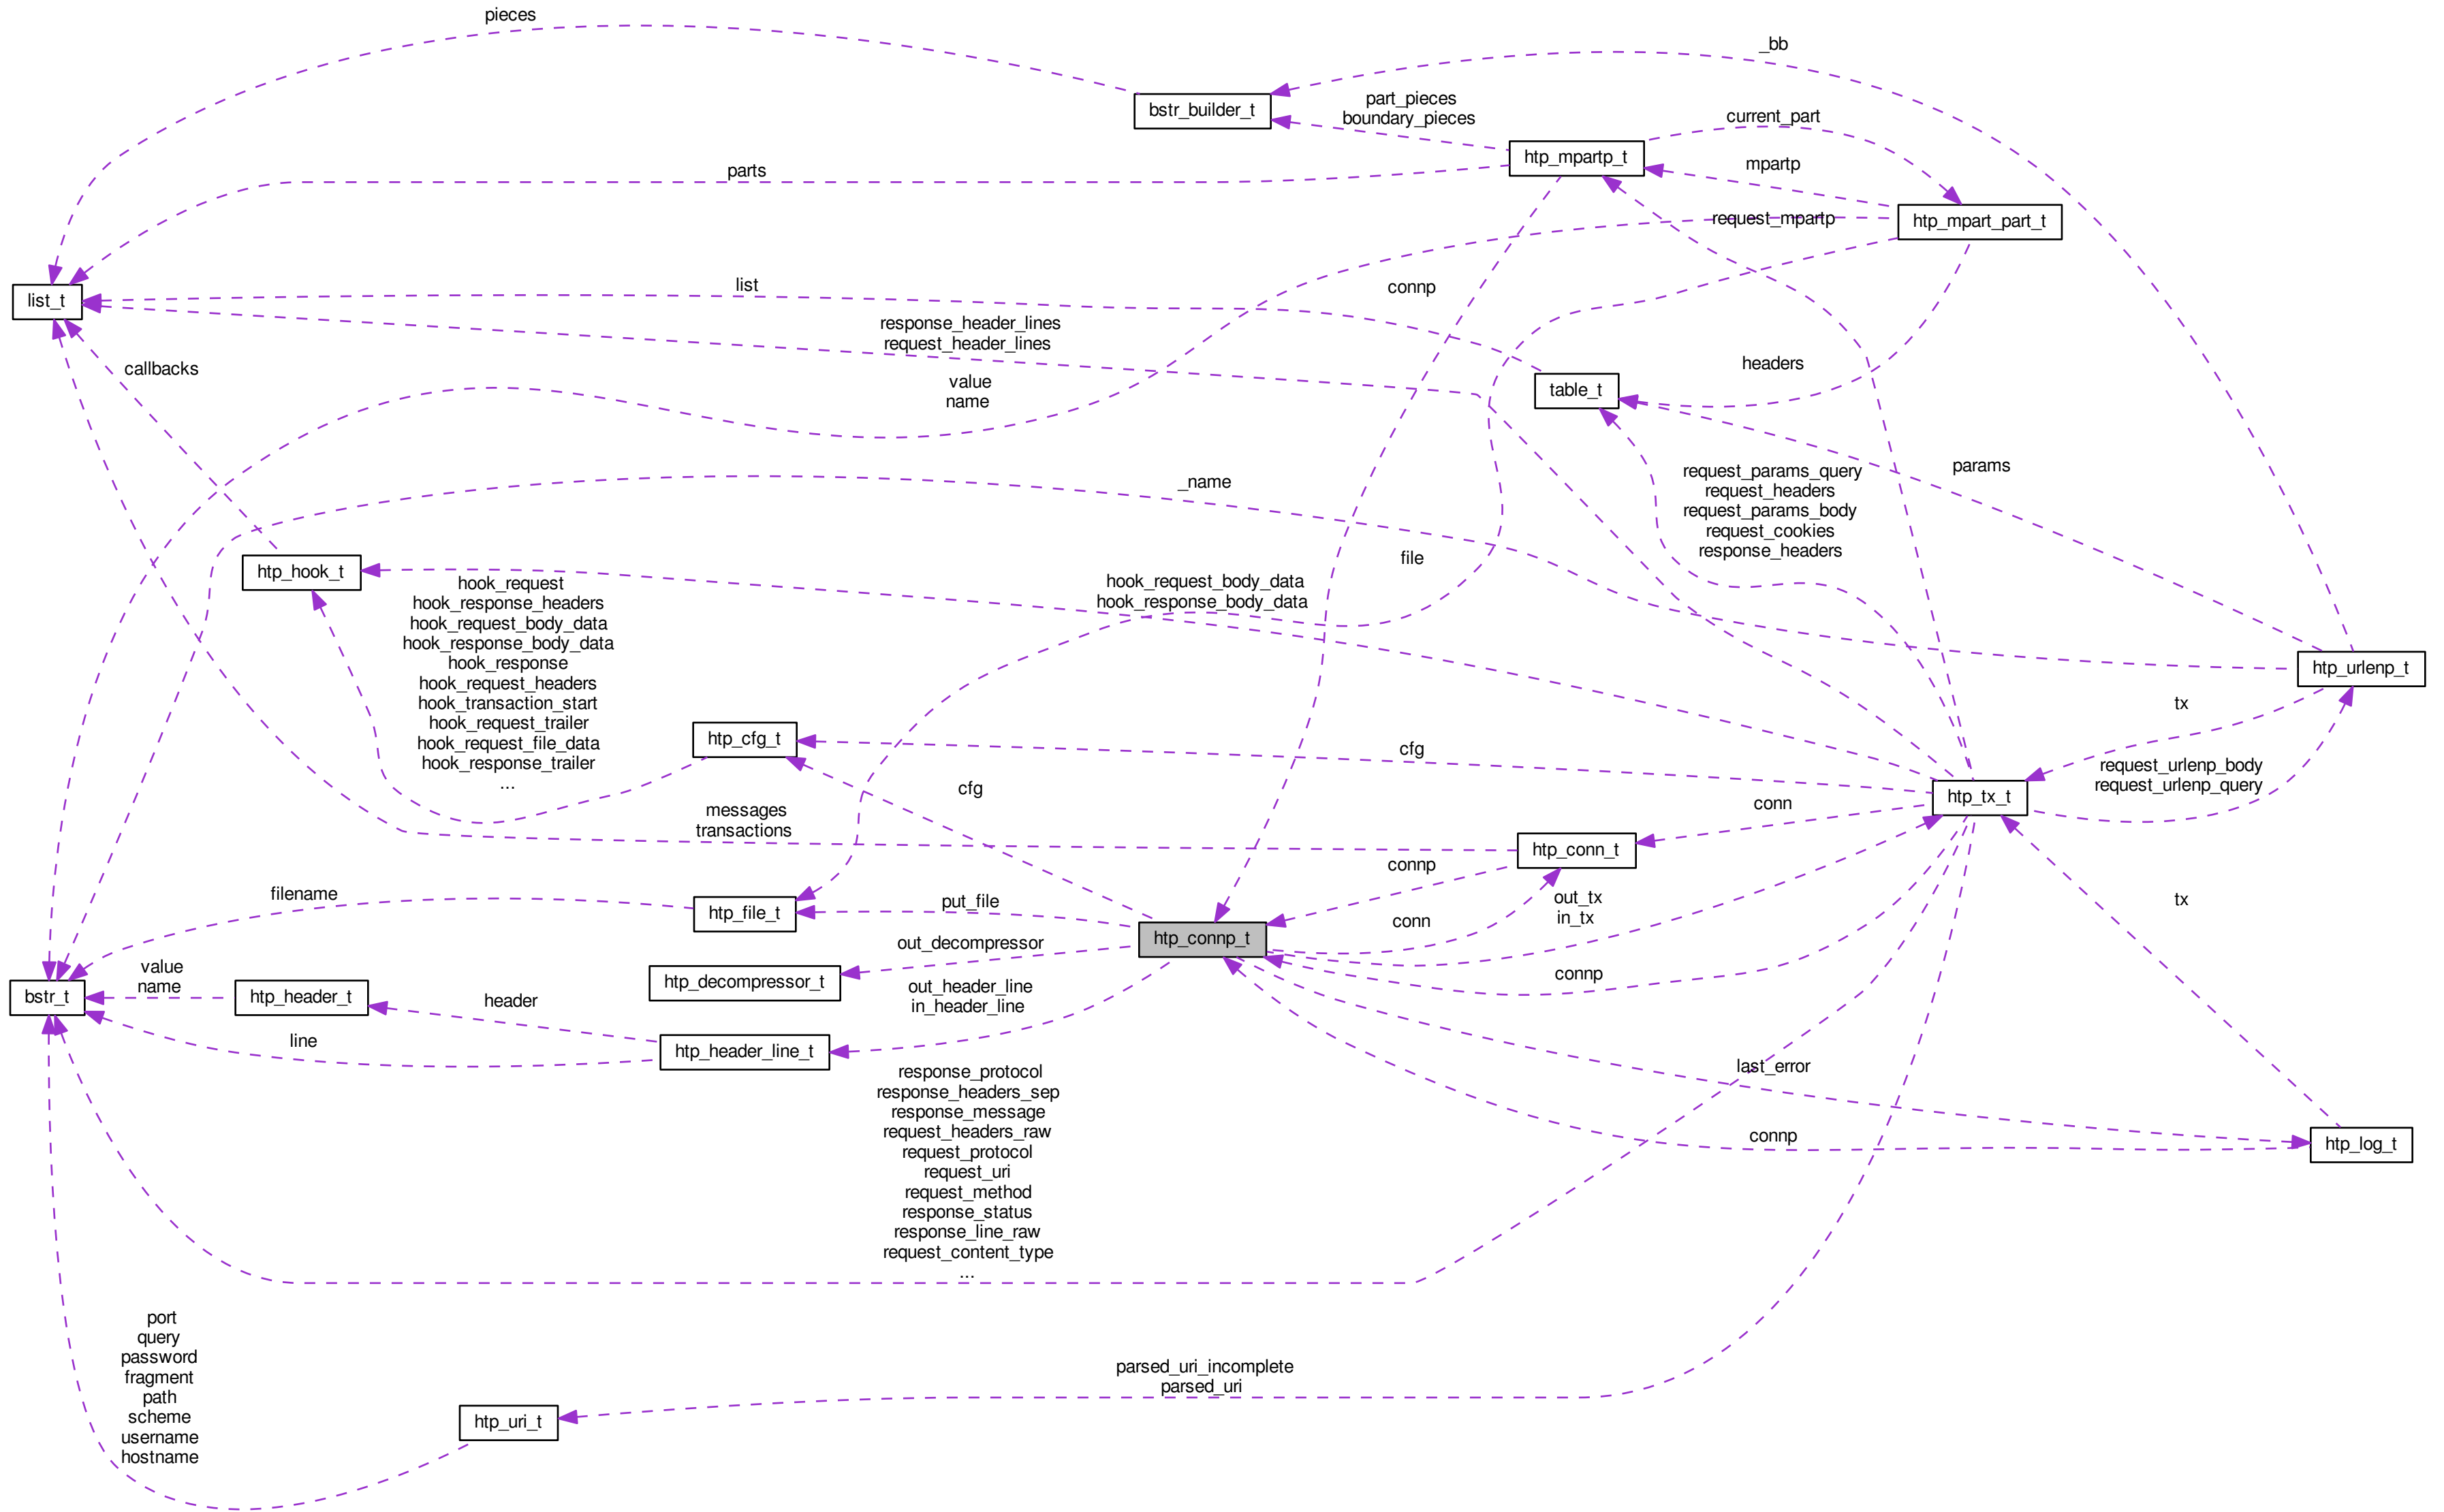 pieces
_bb
bstr_builder_t
part_pieces
boundary_pieces
current_part
htp_mpartp_t
mpartp
parts
request_mpartp
htp_mpart_part_t
list
connp
list_t
response_header_lines
request_header_lines
callbacks
headers
value
name
table_t
_name
request_params_query
request_headers
request_params_body
request_cookies
response_headers
params
file
htp_hook_t
hook_request
hook_response_headers
hook_request_body_data
hook_response_body_data
hook_response
hook_request_headers
hook_transaction_start
hook_request_trailer
hook_request_file_data
hook_response_trailer
...
hook_request_body_data
hook_response_body_data
htp_urlenp_t
tx
htp_cfg_t
cfg
cfg
request_urlenp_body
request_urlenp_query
htp_tx_t
conn
messages
transactions
htp_conn_t
connp
filename
htp_file_t
put_file
out_tx
in_tx
tx
conn
htp_connp_t
out_decompressor
value
name
connp
htp_decompressor_t
bstr_t
htp_header_t
header
out_header_line
in_header_line
line
htp_header_line_t
last_error
response_protocol
response_headers_sep
response_message
request_headers_raw
request_protocol
request_uri
request_method
response_status
response_line_raw
request_content_type
...
connp
htp_log_t
port
query
password
fragment
path
scheme
username
hostname
parsed_uri_incomplete
parsed_uri
htp_uri_t